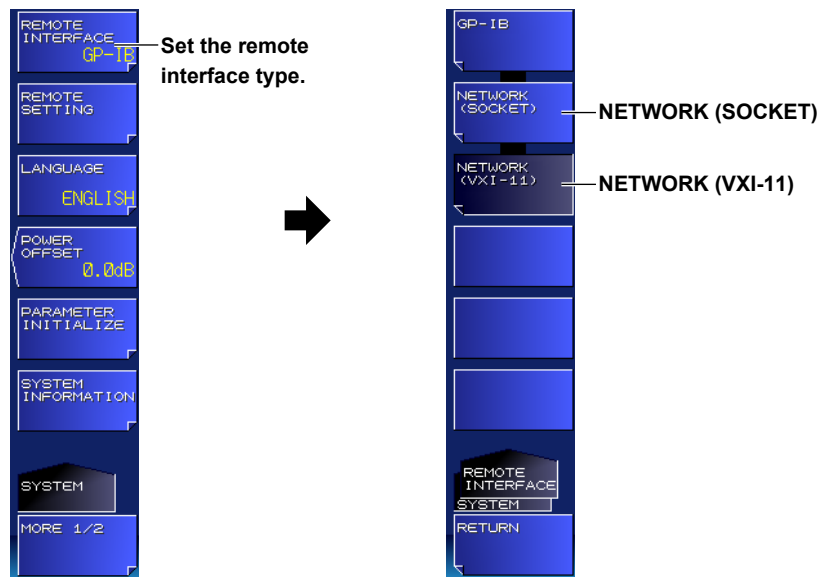 REMOTE
INTERFACE
GP-IB
Set the remote
interface type.
REMOTE
SETTING
LANGUAGE
ENGLISH
POWER
OFFSET
0.0dB
PARAMETER
INITIALIZE
SYSTEM
INFORMATION
SYSTEM
MORE 1/2
GP-IB
NETWORK
(SOCKET)
NETWORK (SOCKET)
NETWORK
(VXI-11)
NETWORK (VXI-11)
REMOTE
INTERFACE
SYSTEM
RETURN